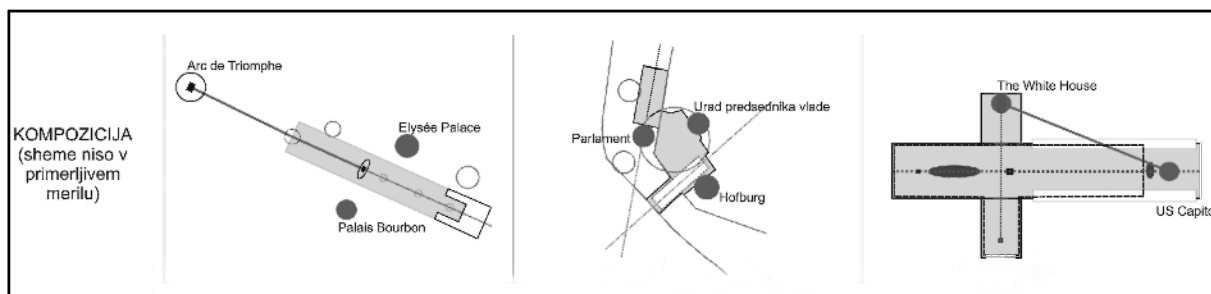 KOMPOZICIJA
(sheme niso v
primerljivem
merilu)
Arc de Triomphe
Elysée Palace
Palais Bourbon
Urad predsednika vlade
Parlament
Hofburg
The White House
US Capito